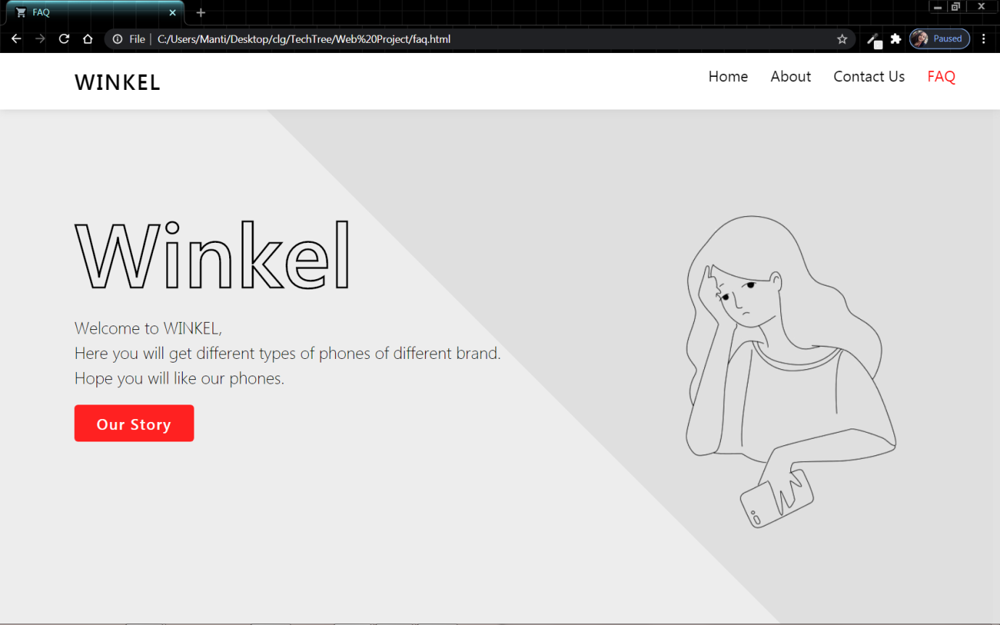 FAQ
File
C:/Users/Manti/Desktop/clg/TechTree/Web%20Project/faq.html
Paused
WINKEL
Home About Contact Us FAQ
Winkel
Welcome to WINKEL,
Here you will get different types of phones of different brand.
Hope you will like our phones.
Our Story